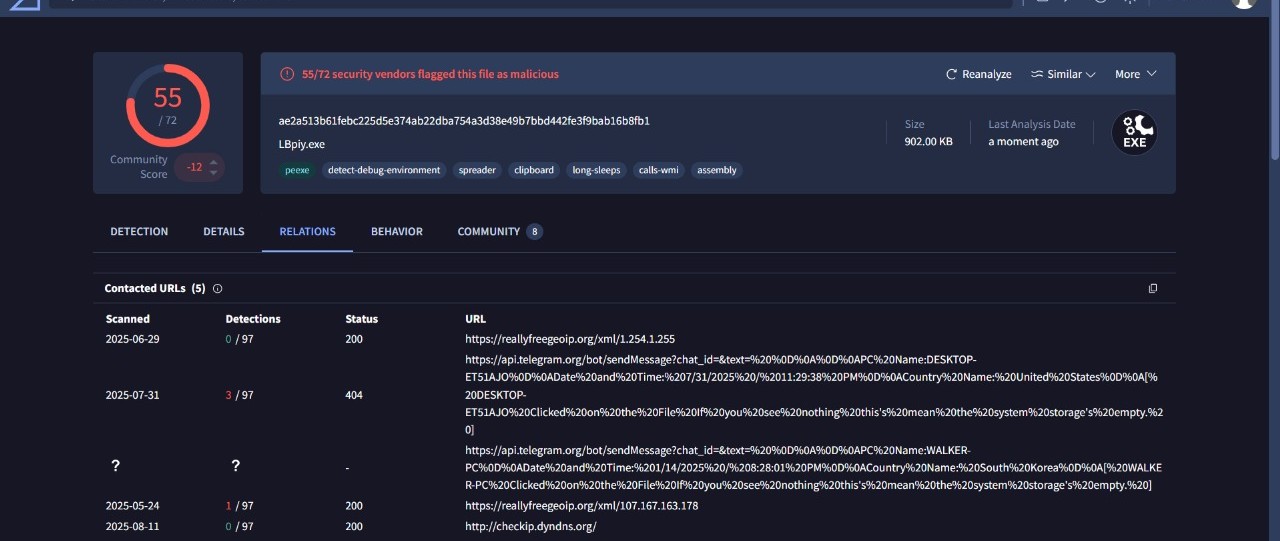 55
/ 72
Community
Score
-12
55/72 security vendors flagged this file as malicious
Reanalyze
Similar
More
ae2a513b61febc225d5e374ab22dba754a3d38e49b7bbd442fe3f9bab16b8fb1
LBpiy.exe
Size
902.00 KB
Last Analysis Date
a moment ago
EXE
peexe
detect-debug-environment
spreader
clipboard
long-sleeps
calls-wmi
assembly
DETECTION
DETAILS
RELATIONS
BEHAVIOR
COMMUNITY 8
Contacted URLs (5)
Scanned Detections Status URL
2025-06-29 0 / 97 200 https://reallyfreegeoip.org/xml/1.254.1.255
https://api.telegram.org/bot/sendMessage?chat_id=&text=%20%0D%0A%0D%0APC%20Name:DESKTOP-
ET51AJO%0D%0ADate%20and%20Time:%207/31/2025%20/%2011:29:38%20PM%0D%0ACountry%20Name:%20United%20States%0D%0A[%
2025-07-31 3 / 97 404 20DESKTOP-
ET51AJO%20Clicked%20on%20the%20File%20If%20you%20see%20nothing%20this's%20mean%20the%20system%20storage's%20empty.%2
0]
https://api.telegram.org/bot/sendMessage?chat_id=&text=%20%0D%0A%0D%0APC%20Name:WALKER-
? ? - PC%0D%0ADate%20and%20Time:%201/14/2025%20/%208:28:01%20PM%0D%0ACountry%20Name:%20South%20Korea%0D%0A[%20WALKE
R-PC%20Clicked%20on%20the%20File%20If%20you%20see%20nothing%20this's%20mean%20the%20system%20storage's%20empty.%20]
2025-05-24 1 / 97 200 https://reallyfreegeoip.org/xml/107.167.163.178
2025-08-11 0 / 97 200 http://checkip.dyndns.org/